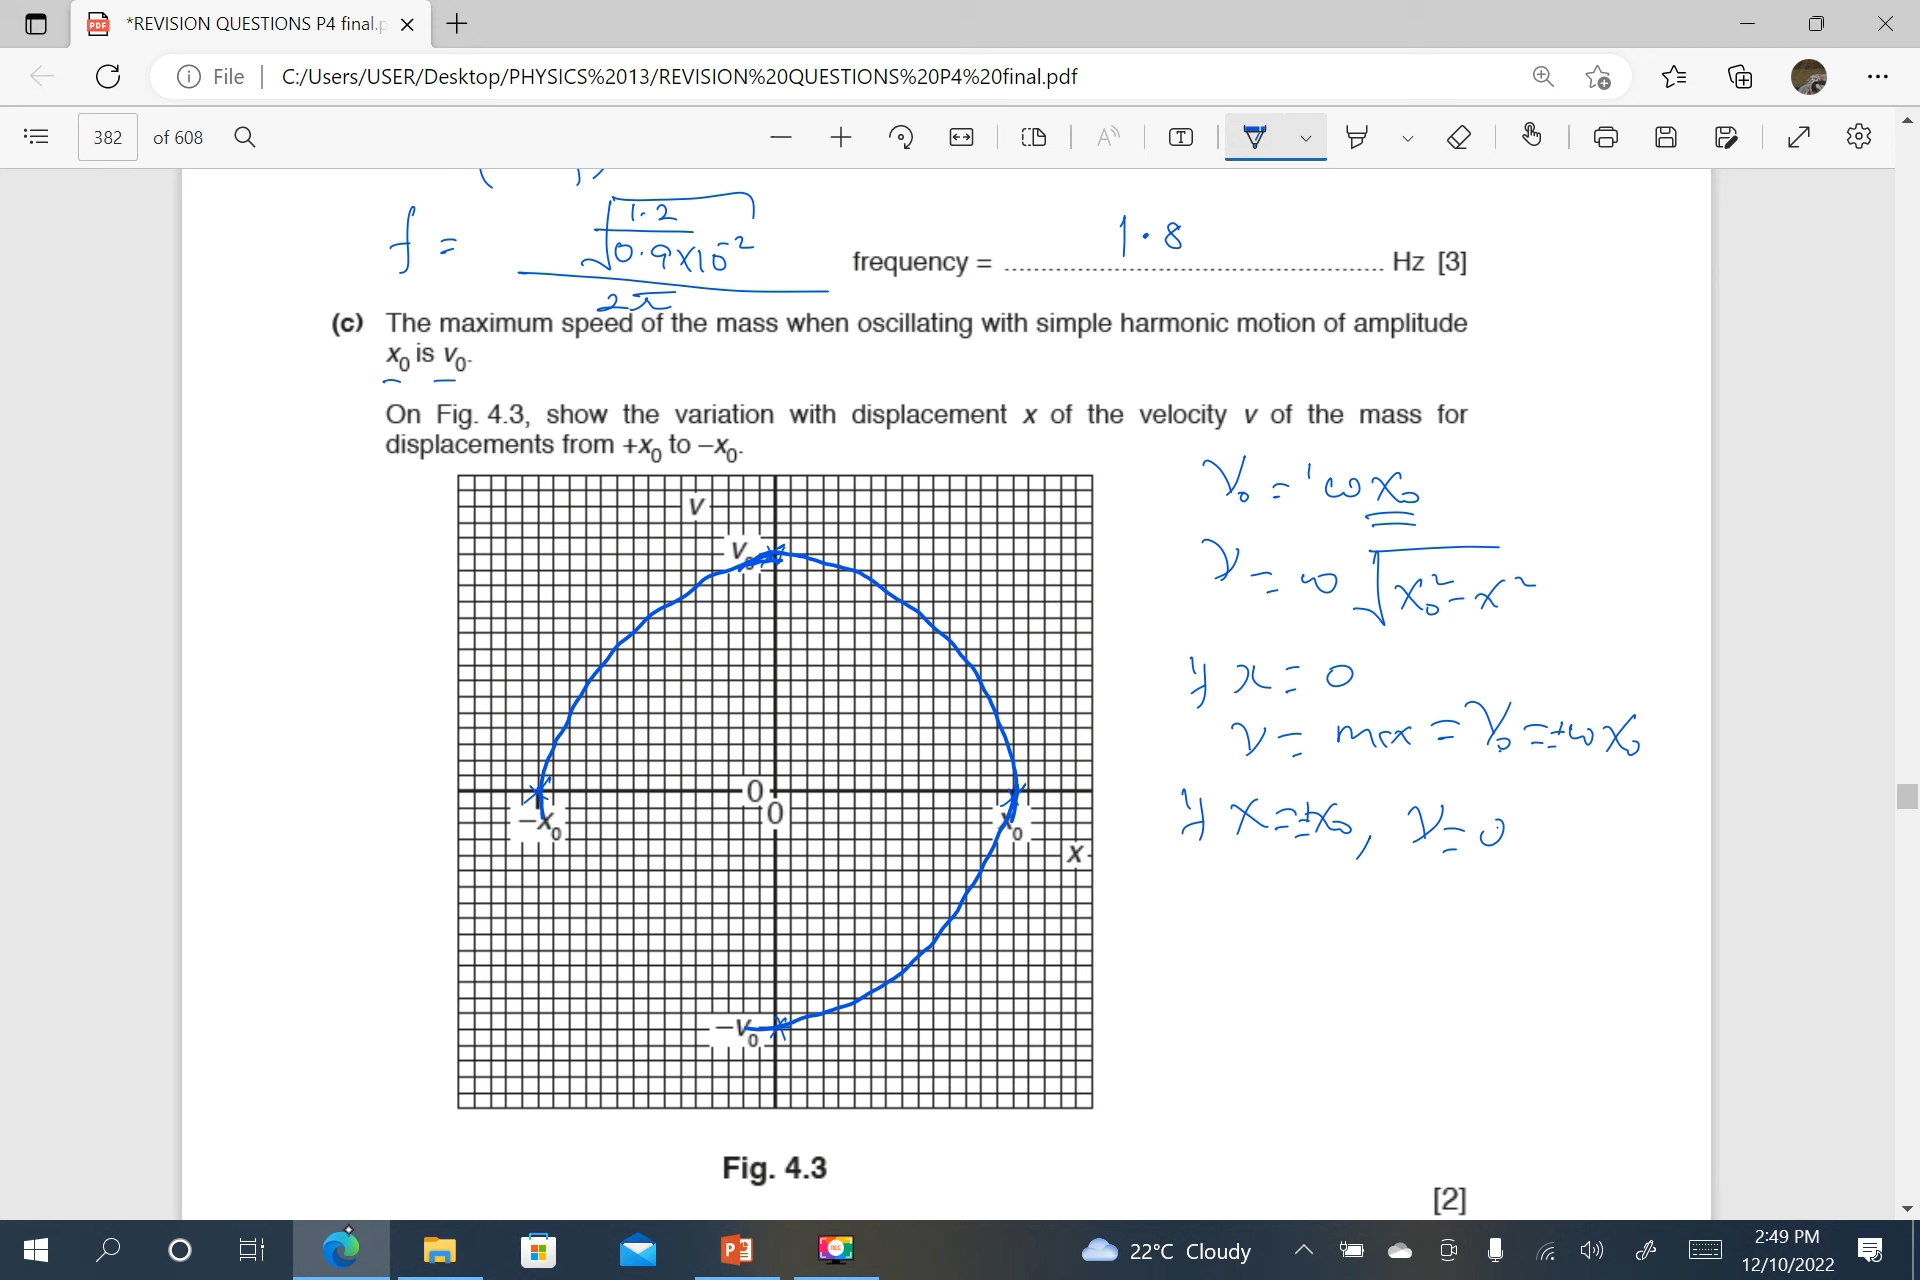 *REVISION QUESTIONS P4 final.p
File C:/Users/USER/Desktop/PHYSICS%2013/REVISION%20QUESTIONS%20P4%20final.pdf
382 of 608
f = √(1.2 / 0.9×10⁻²) / 2π
frequency = 1.8 Hz [3]
(c) The maximum speed of the mass when oscillating with simple harmonic motion of amplitude
x₀ is v₀.
On Fig. 4.3, show the variation with displacement x of the velocity v of the mass for
displacements from +x₀ to −x₀.
v
v₀
0
0
−x₀
x₀
x
−v₀
V₀ = ωx₀
v = ω√(x₀² − x²)
if x = 0
v = max = V₀ = ±ωx₀
if x = ±x₀, v = 0
Fig. 4.3
[2]
22°C Cloudy
2:49 PM
12/10/2022